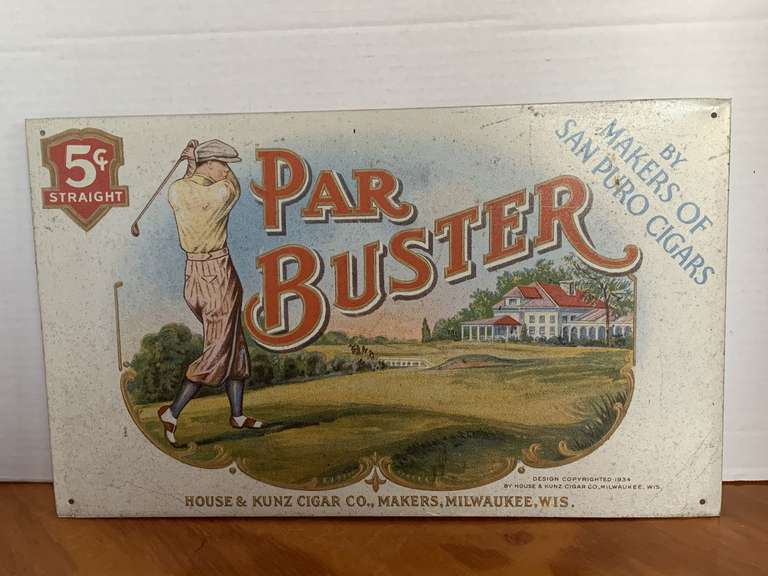 5¢
STRAIGHT
PAR
BUSTER
BY
MAKERS OF
SAN PURO CIGARS
DESIGN COPYRIGHTED 1934
BY HOUSE & KUNZ CIGAR CO., MILWAUKEE, WIS.
HOUSE & KUNZ CIGAR CO., MAKERS, MILWAUKEE, WIS.